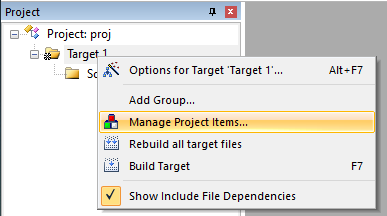 Project
Project: proj
Target 1
So
Options for Target 'Target 1'... Alt+F7
Add Group...
Manage Project Items...
Rebuild all target files
Build Target F7
Show Include File Dependencies